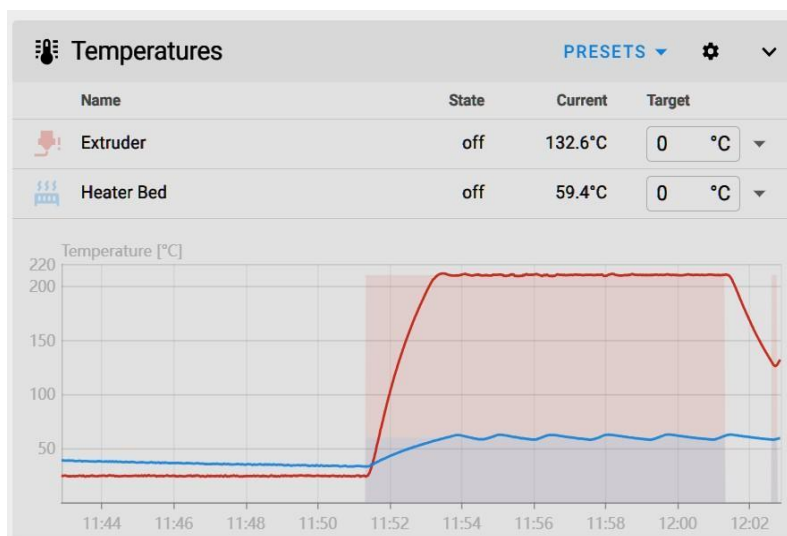 Temperatures PRESETS
Name State Current Target
Extruder off 132.6°C 0 °C
Heater Bed off 59.4°C 0 °C
Temperature [°C]
220
200
150
100
50
11:44 11:46 11:48 11:50 11:52 11:54 11:56 11:58 12:00 12:02